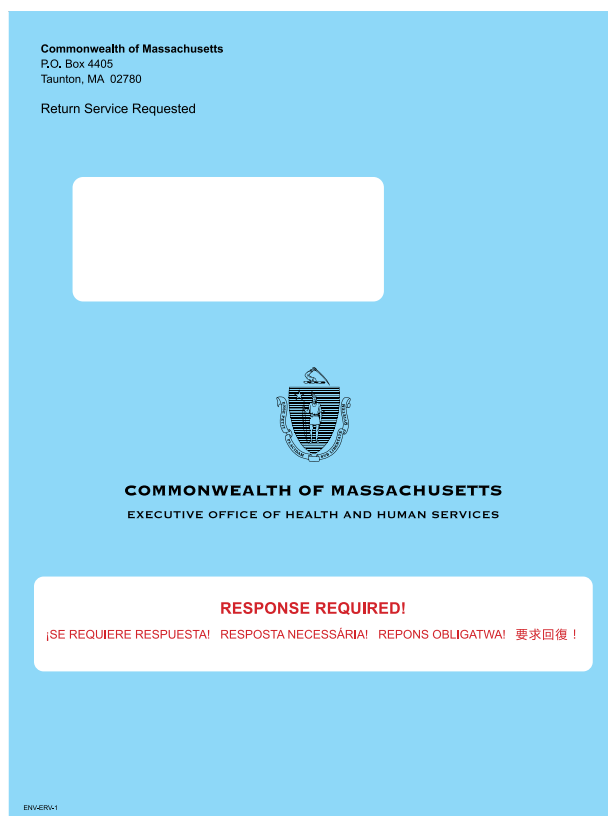 Commonwealth of Massachusetts
P.O. Box 4405
Taunton, MA 02780
Return Service Requested
COMMONWEALTH OF MASSACHUSETTS
EXECUTIVE OFFICE OF HEALTH AND HUMAN SERVICES
RESPONSE REQUIRED!
¡SE REQUIERE RESPUESTA! RESPOSTA NECESSÁRIA! REPONS OBLIGATWA! 要求回復！
ENV-ERV-1